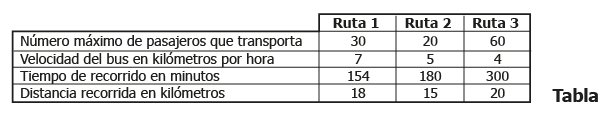 Ruta 1 Ruta 2 Ruta 3
Número máximo de pasajeros que transporta 30 20 60
Velocidad del bus en kilómetros por hora 7 5 4
Tiempo de recorrido en minutos 154 180 300
Distancia recorrida en kilómetros 18 15 20
Tabla